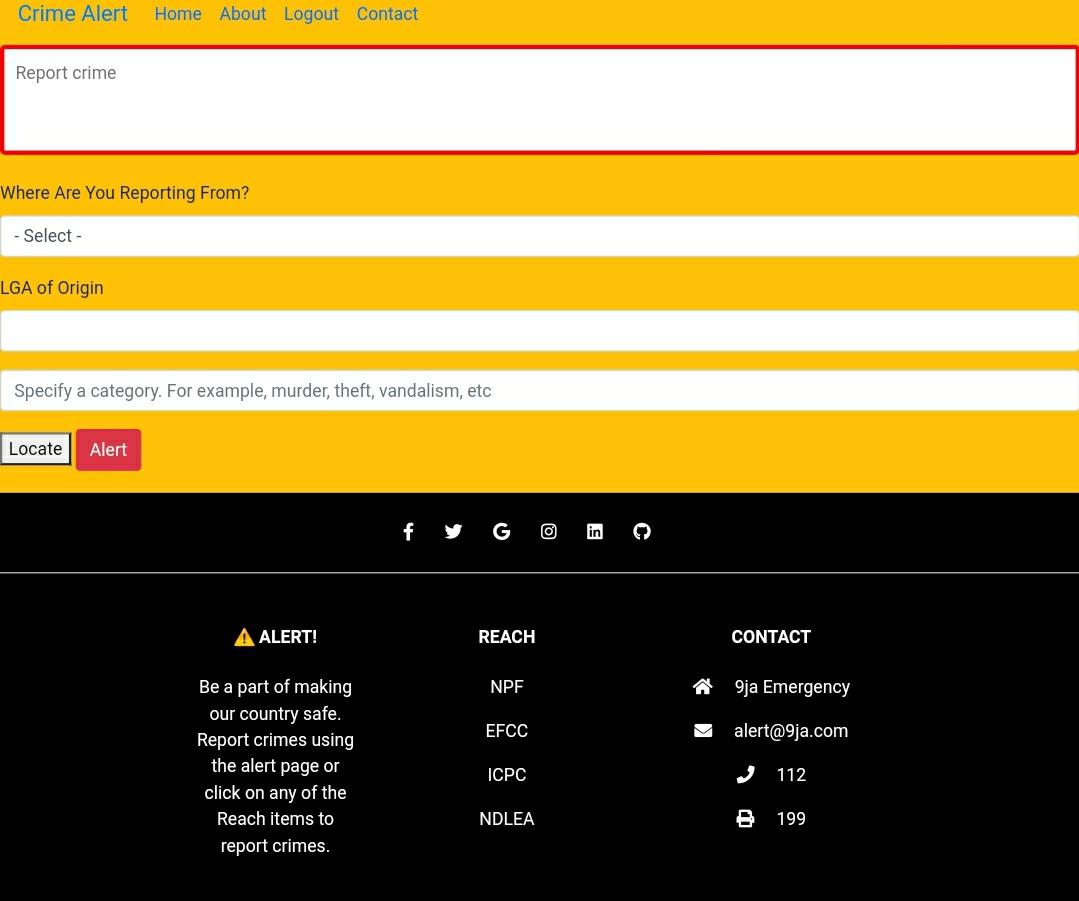 Crime Alert Home About Logout Contact
Report crime
Where Are You Reporting From?
- Select -
LGA of Origin
Specify a category. For example, murder, theft, vandalism, etc
Locate Alert
⚠️ ALERT!
Be a part of making
our country safe.
Report crimes using
the alert page or
click on any of the
Reach items to
report crimes.
REACH
NPF
EFCC
ICPC
NDLEA
CONTACT
9ja Emergency
alert@9ja.com
112
199